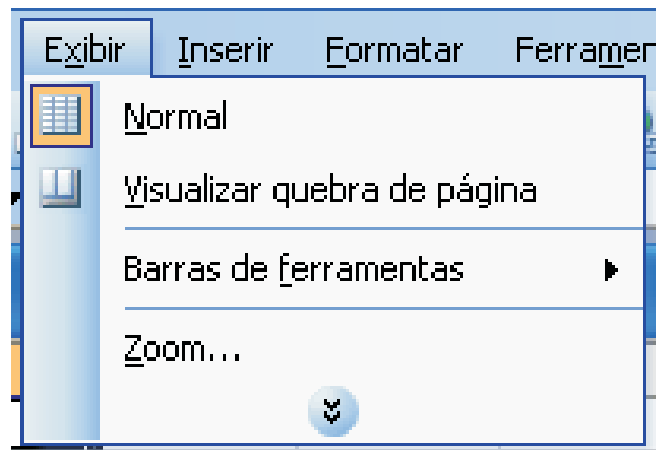 Exibir Inserir Formatar Ferramen
Normal
Visualizar quebra de página
Barras de ferramentas
Zoom...